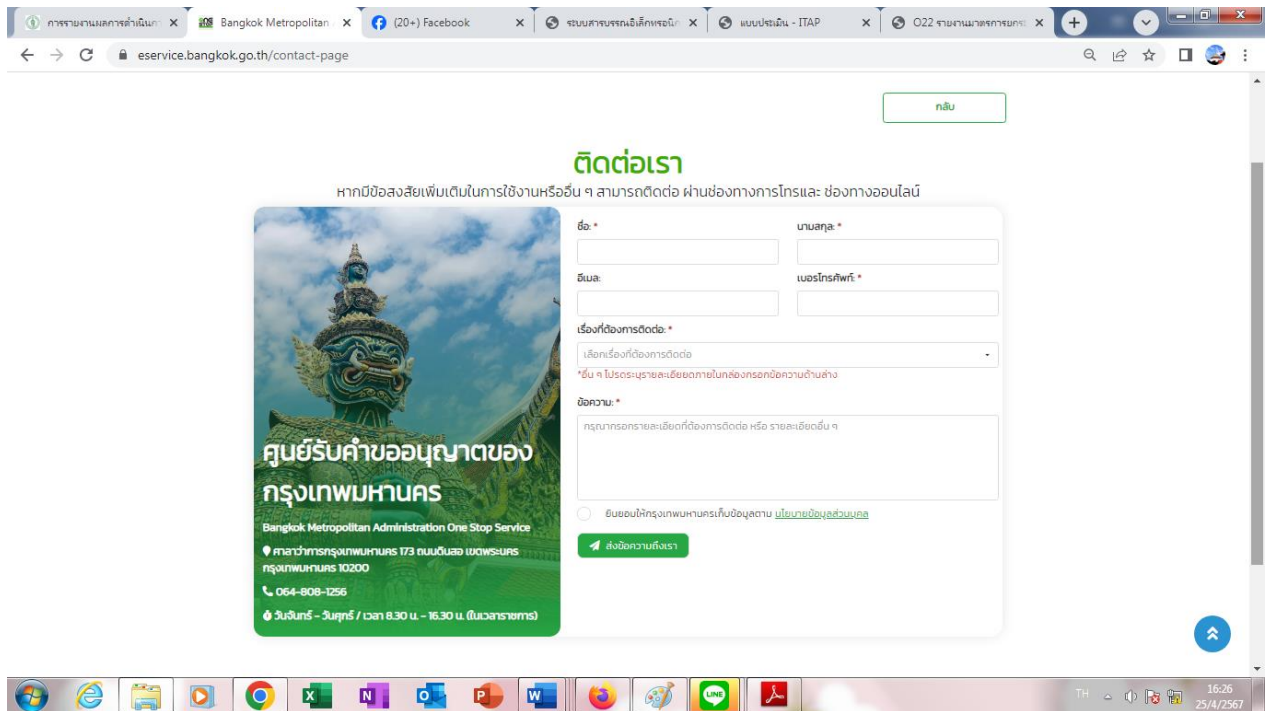 การรายงานผลการดำเนินกา
Bangkok Metropolitan
(20+) Facebook
ระบบสารบรรณอิเล็กทรอนิก
แบบประเมิน - ITAP
O22 รายงานมาตรการยกระ
eservice.bangkok.go.th/contact-page
กลับ
ติดต่อเรา
หากมีข้อสงสัยเพิ่มเติมในการใช้งานหรืออื่น ๆ สามารถติดต่อ ผ่านช่องทางการโทรและ ช่องทางออนไลน์
ชื่อ: *
นามสกุล: *
อีเมล:
เบอร์โทรศัพท์: *
เรื่องที่ต้องการติดต่อ: *
เลือกเรื่องที่ต้องการติดต่อ
*อื่น ๆ โปรดระบุรายละเอียดภายในกล่องกรอกข้อความด้านล่าง
ข้อความ: *
กรุณากรอกรายละเอียดที่ต้องการติดต่อ หรือ รายละเอียดอื่น ๆ
ยินยอมให้กรุงเทพมหานครเก็บข้อมูลตาม นโยบายข้อมูลส่วนบุคล
ส่งข้อความถึงเรา
ศูนย์รับคำขออนุญาตของ
กรุงเทพมหานคร
Bangkok Metropolitan Administration One Stop Service
ศาลาว่าการกรุงเทพมหานคร 173 ถนนดินสอ เขตพระนคร
กรุงเทพมหานคร 10200
064-808-1256
วันจันทร์ - วันศุกร์ / เวลา 8.30 น. - 16.30 น. (ในเวลาราชการ)
LINE
TH
16:26
25/4/2567